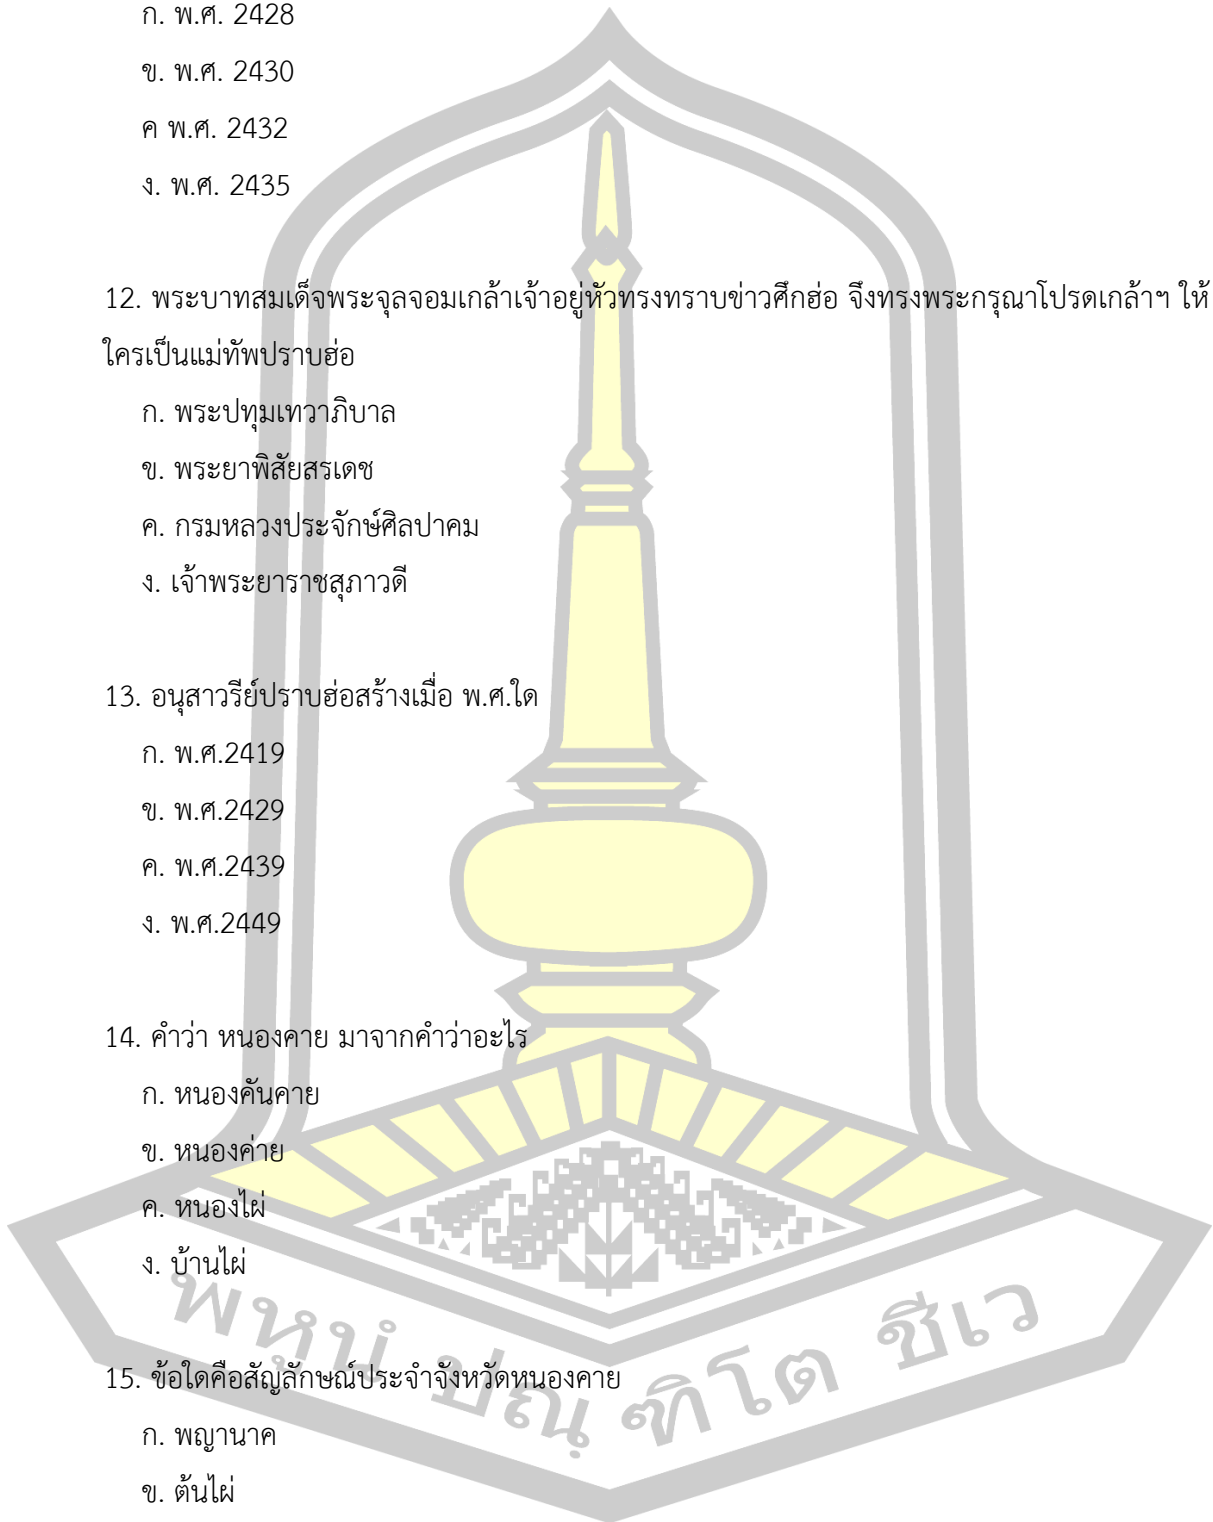 ก. พ.ศ. 2428
ข. พ.ศ. 2430
ค พ.ศ. 2432
ง. พ.ศ. 2435
12. พระบาทสมเด็จพระจุลจอมเกล้าเจ้าอยู่หัวทรงทราบข่าวศึกฮ่อ จึงทรงพระกรุณาโปรดเกล้าฯ ให้
ใครเป็นแม่ทัพปราบฮ่อ
ก. พระปทุมเทวาภิบาล
ข. พระยาพิสัยสรเดช
ค. กรมหลวงประจักษ์ศิลปาคม
ง. เจ้าพระยาราชสุภาวดี
13. อนุสาวรีย์ปราบฮ่อสร้างเมื่อ พ.ศ.ใด
ก. พ.ศ.2419
ข. พ.ศ.2429
ค. พ.ศ.2439
ง. พ.ศ.2449
14. คำว่า หนองคาย มาจากคำว่าอะไร
ก. หนองคันคาย
ข. หนองค่าย
ค. หนองไผ่
ง. บ้านไผ่
15. ข้อใดคือสัญลักษณ์ประจำจังหวัดหนองคาย
ก. พญานาค
ข. ต้นไผ่
พหุนํ ปณฺฑิโต ชีเว